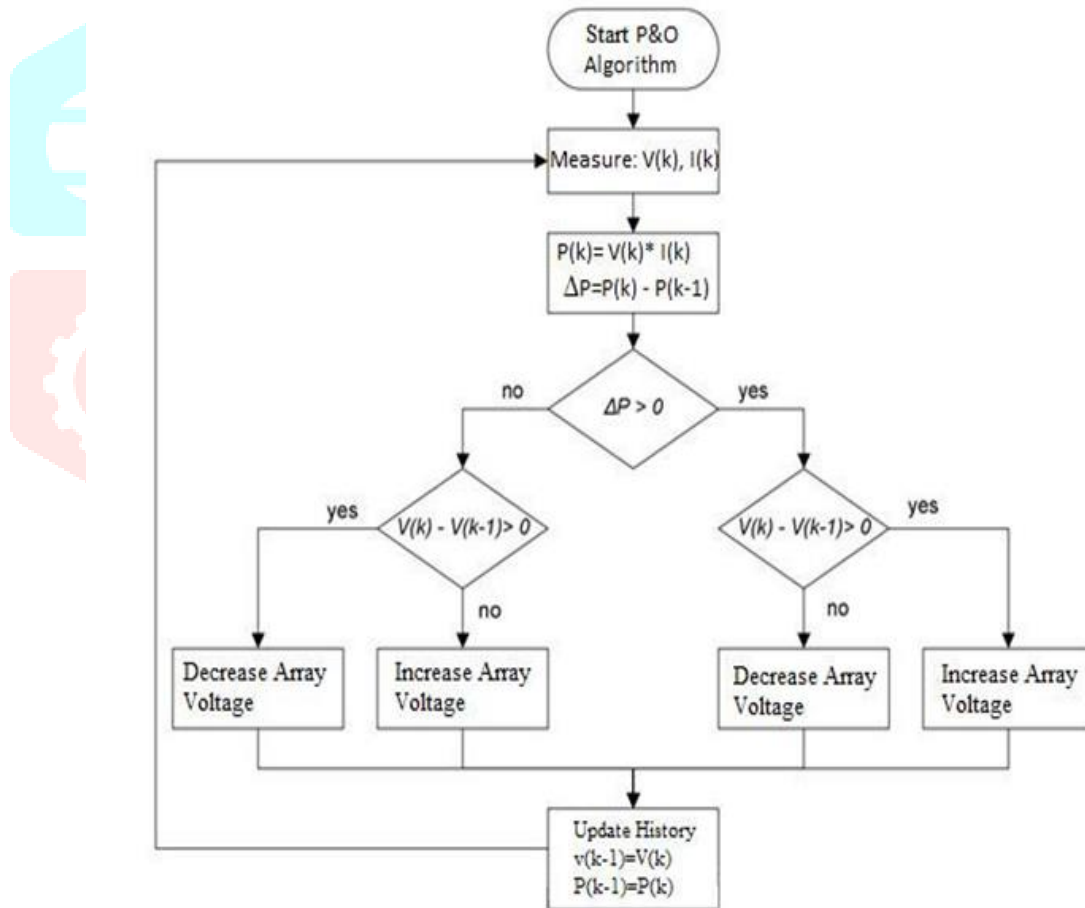 Start P&O
Algorithm
Measure: V(k), I(k)
P(k)= V(k)* I(k)
ΔP=P(k) - P(k-1)
no
ΔP > 0
yes
yes
V(k) - V(k-1)> 0
V(k) - V(k-1)> 0
yes
no
no
Decrease Array
Voltage
Increase Array
Voltage
Decrease Array
Voltage
Increase Array
Voltage
Update History
v(k-1)=V(k)
P(k-1)=P(k)